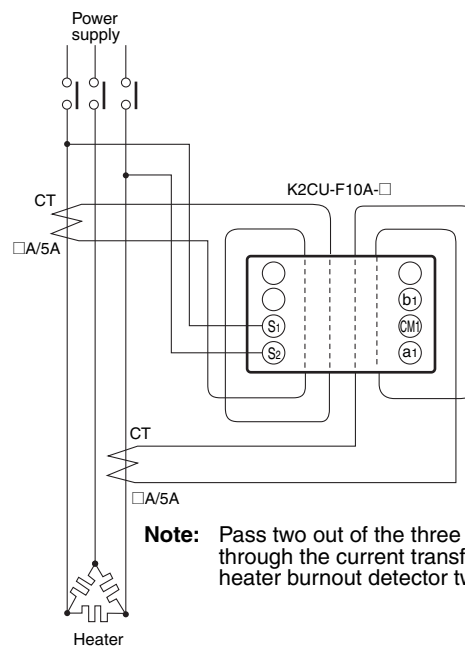 Power
supply
K2CU-F10A-□
CT
□A/5A
b1
S1
CM1
S2
a1
CT
□A/5A
Note: Pass two out of the three
through the current transf
heater burnout detector tw
Heater